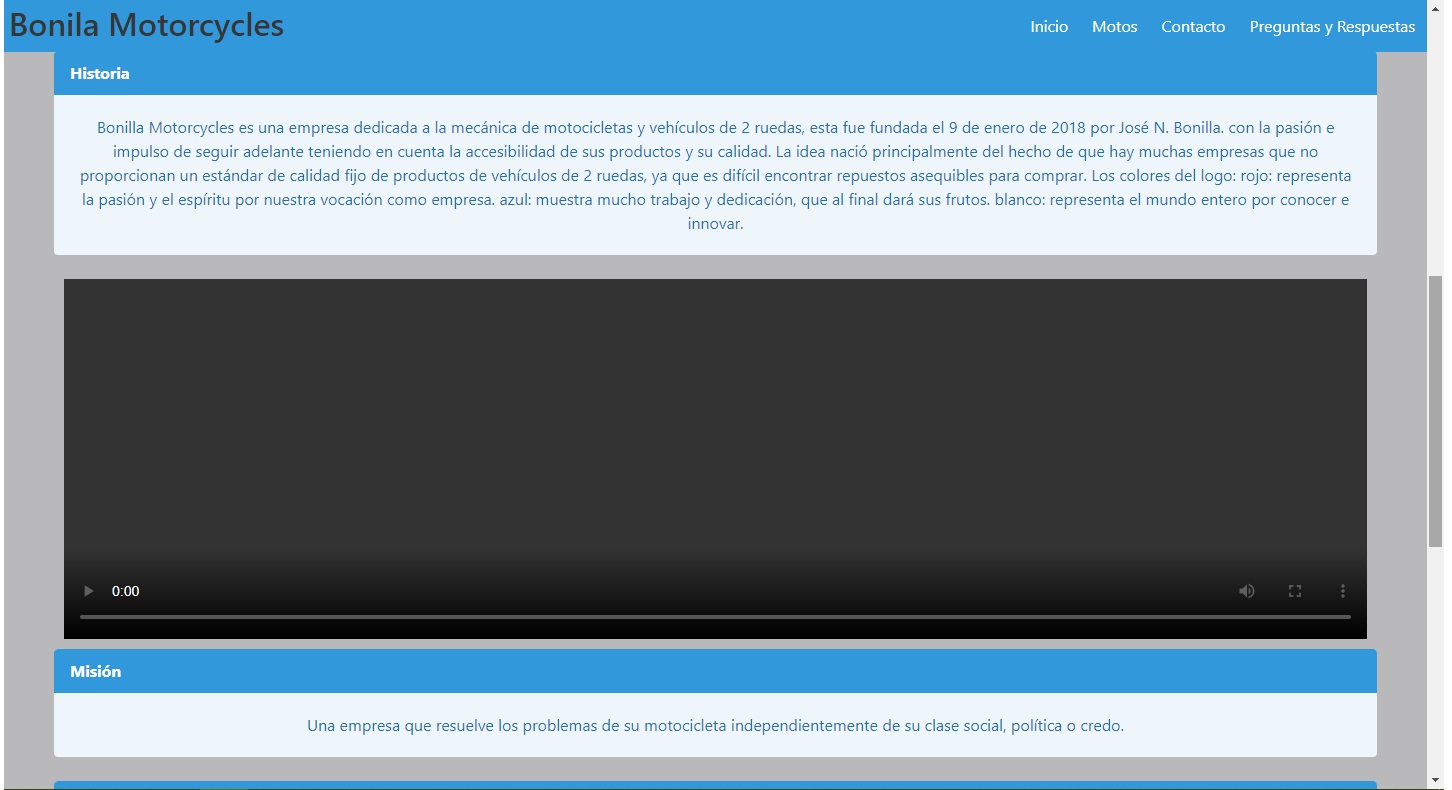 Bonila Motorcycles
Inicio Motos Contacto Preguntas y Respuestas
Historia
Bonilla Motorcycles es una empresa dedicada a la mecánica de motocicletas y vehículos de 2 ruedas, esta fue fundada el 9 de enero de 2018 por José N. Bonilla. con la pasión e
impulso de seguir adelante teniendo en cuenta la accesibilidad de sus productos y su calidad. La idea nació principalmente del hecho de que hay muchas empresas que no
proporcionan un estándar de calidad fijo de productos de vehículos de 2 ruedas, ya que es difícil encontrar repuestos asequibles para comprar. Los colores del logo: rojo: representa
la pasión y el espíritu por nuestra vocación como empresa. azul: muestra mucho trabajo y dedicación, que al final dará sus frutos. blanco: representa el mundo entero por conocer e
innovar.
0:00
Misión
Una empresa que resuelve los problemas de su motocicleta independientemente de su clase social, política o credo.